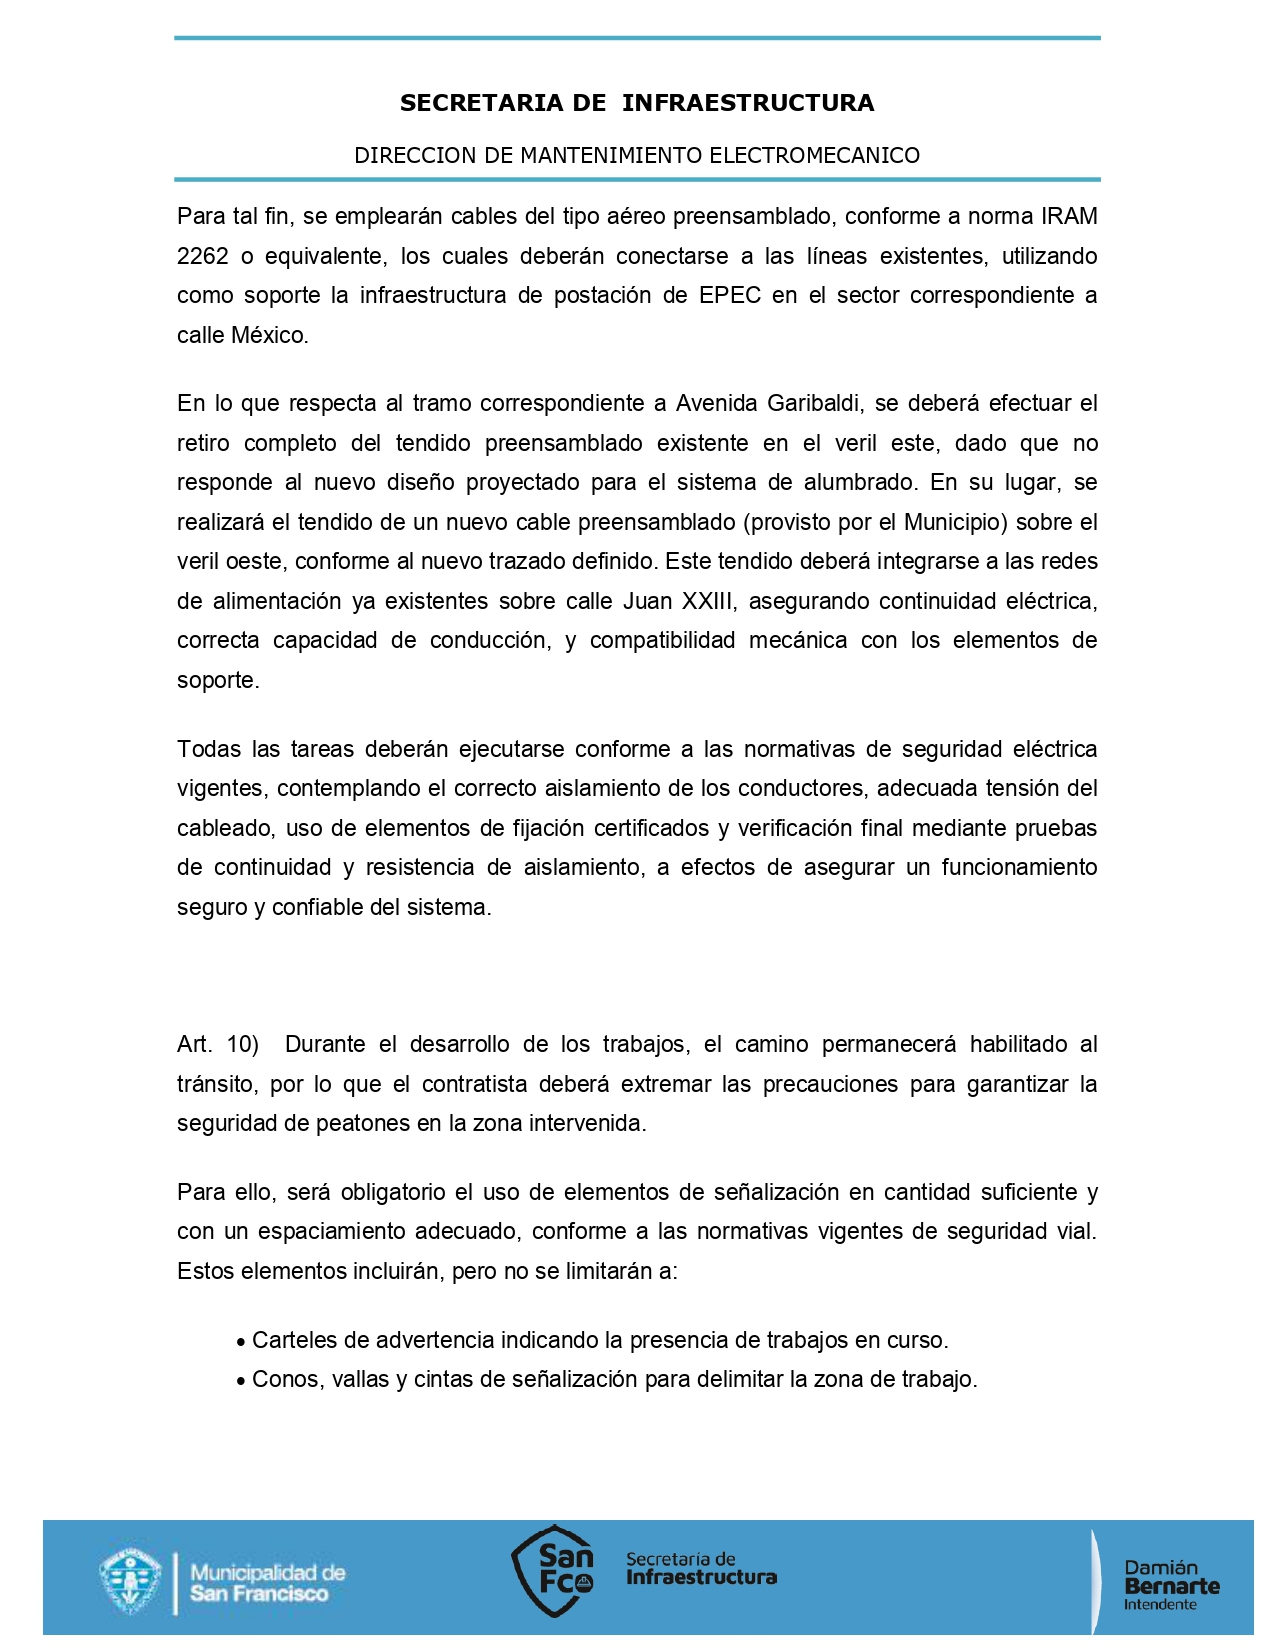 SECRETARIA DE  INFRAESTRUCTURA
DIRECCION DE MANTENIMIENTO ELECTROMECANICO
Para tal fin, se emplearán cables del tipo aéreo preensamblado, conforme a norma IRAM
2262 o equivalente, los cuales deberán conectarse a las líneas existentes, utilizando
como soporte la infraestructura de postación de EPEC en el sector correspondiente a
calle México.
En lo que respecta al tramo correspondiente a Avenida Garibaldi, se deberá efectuar el
retiro completo del tendido preensamblado existente en el veril este, dado que no
responde al nuevo diseño proyectado para el sistema de alumbrado. En su lugar, se
realizará el tendido de un nuevo cable preensamblado (provisto por el Municipio) sobre el
veril oeste, conforme al nuevo trazado definido. Este tendido deberá integrarse a las redes
de alimentación ya existentes sobre calle Juan XXIII, asegurando continuidad eléctrica,
correcta capacidad de conducción, y compatibilidad mecánica con los elementos de
soporte.
Todas las tareas deberán ejecutarse conforme a las normativas de seguridad eléctrica
vigentes, contemplando el correcto aislamiento de los conductores, adecuada tensión del
cableado, uso de elementos de fijación certificados y verificación final mediante pruebas
de continuidad y resistencia de aislamiento, a efectos de asegurar un funcionamiento
seguro y confiable del sistema.
Art. 10)  Durante el desarrollo de los trabajos, el camino permanecerá habilitado al
tránsito, por lo que el contratista deberá extremar las precauciones para garantizar la
seguridad de peatones en la zona intervenida.
Para ello, será obligatorio el uso de elementos de señalización en cantidad suficiente y
con un espaciamiento adecuado, conforme a las normativas vigentes de seguridad vial.
Estos elementos incluirán, pero no se limitarán a:
• Carteles de advertencia indicando la presencia de trabajos en curso.
• Conos, vallas y cintas de señalización para delimitar la zona de trabajo.
Municipalidad de
San Francisco
San
Fco
Secretaría de
Infraestructura
Damián
Bernarte
Intendente